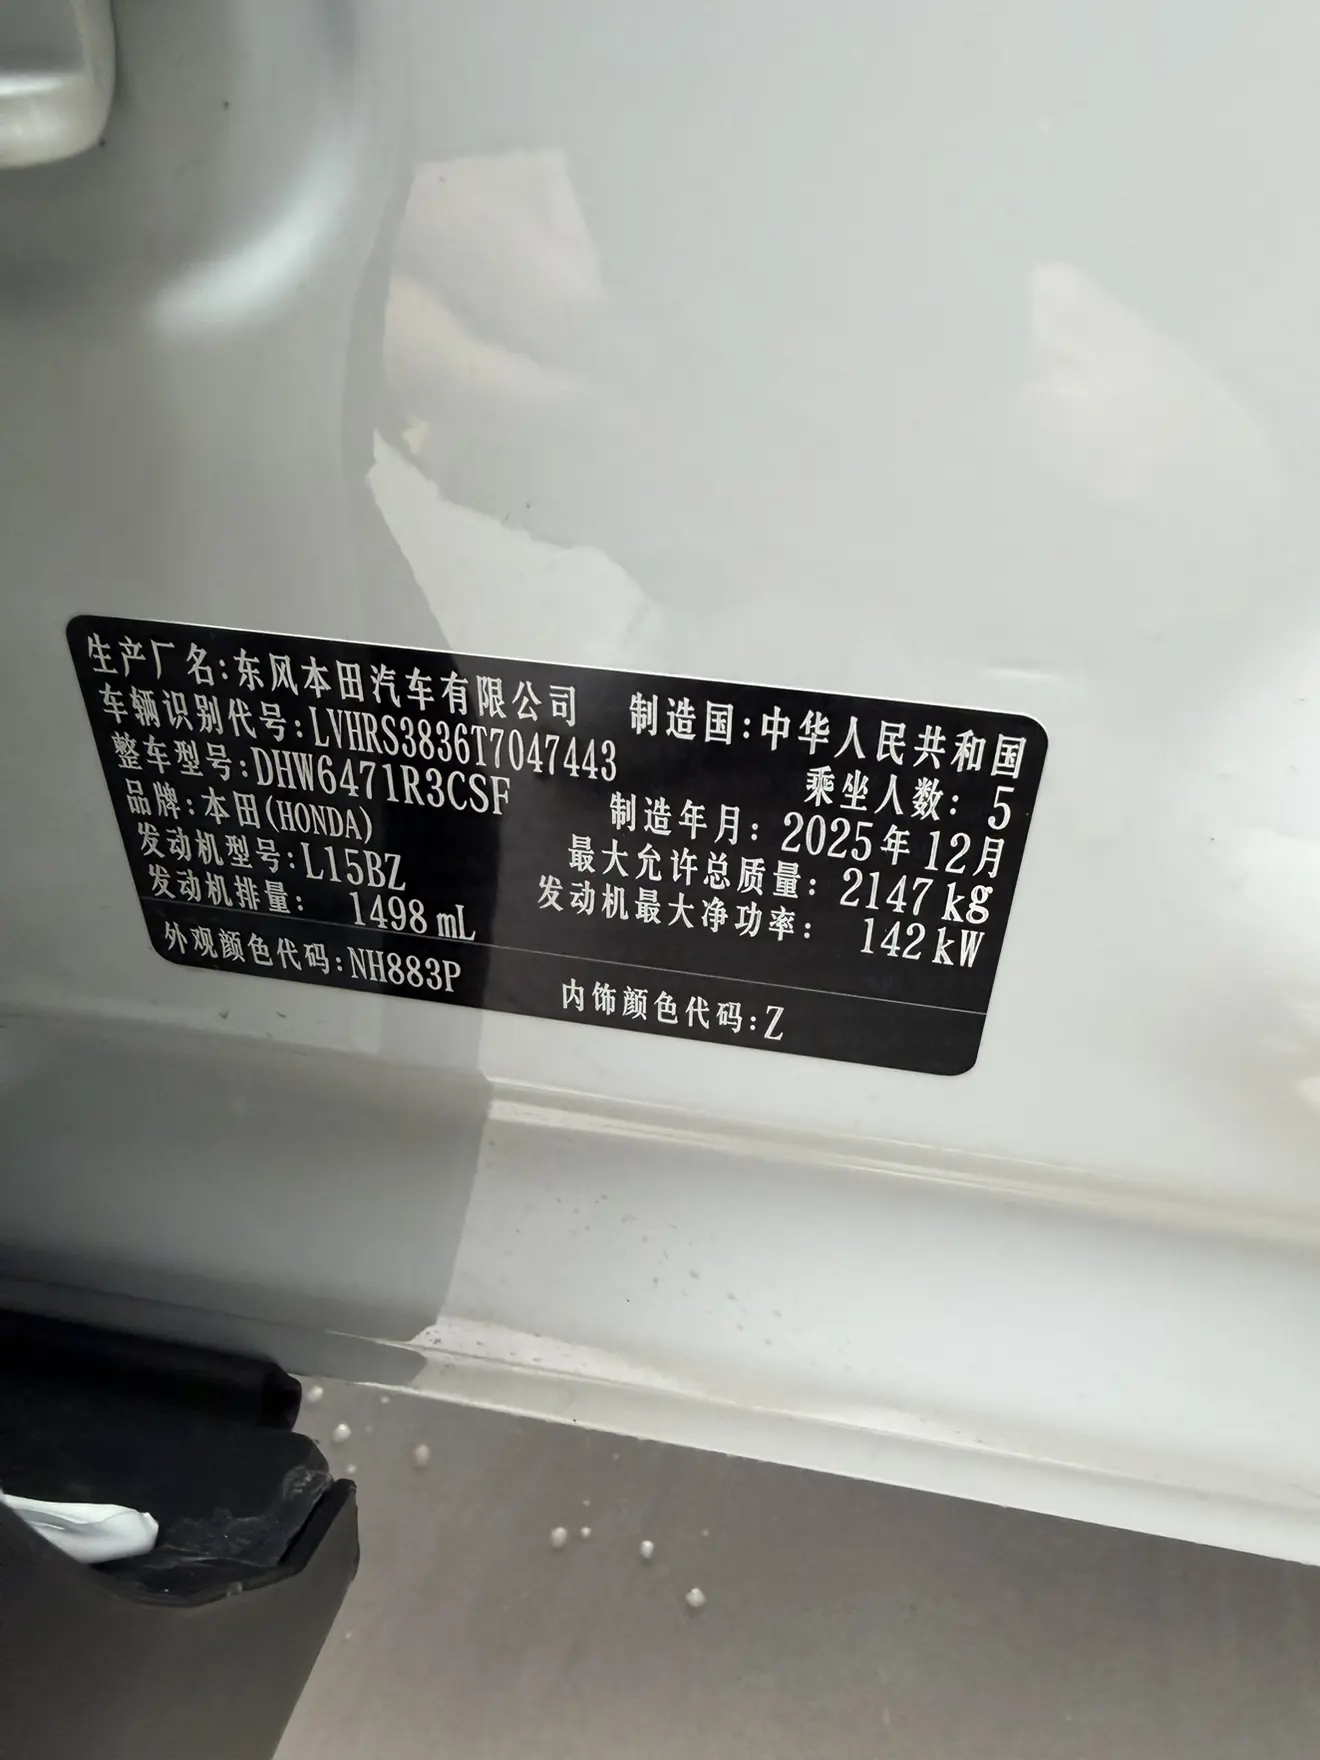 生产厂名:东风本田汽车有限公司 制造国:中华人民共和国
车辆识别代号:LVHRS3836T7047443 乘坐人数: 5
整车型号:DHW6471R3CSF 制造年月: 2025年12月
品牌:本田(HONDA) 最大允许总质量: 2147 kg
发动机型号:L15BZ 发动机最大净功率: 142 kW
发动机排量: 1498 mL
外观颜色代码:NH883P 内饰颜色代码:Z